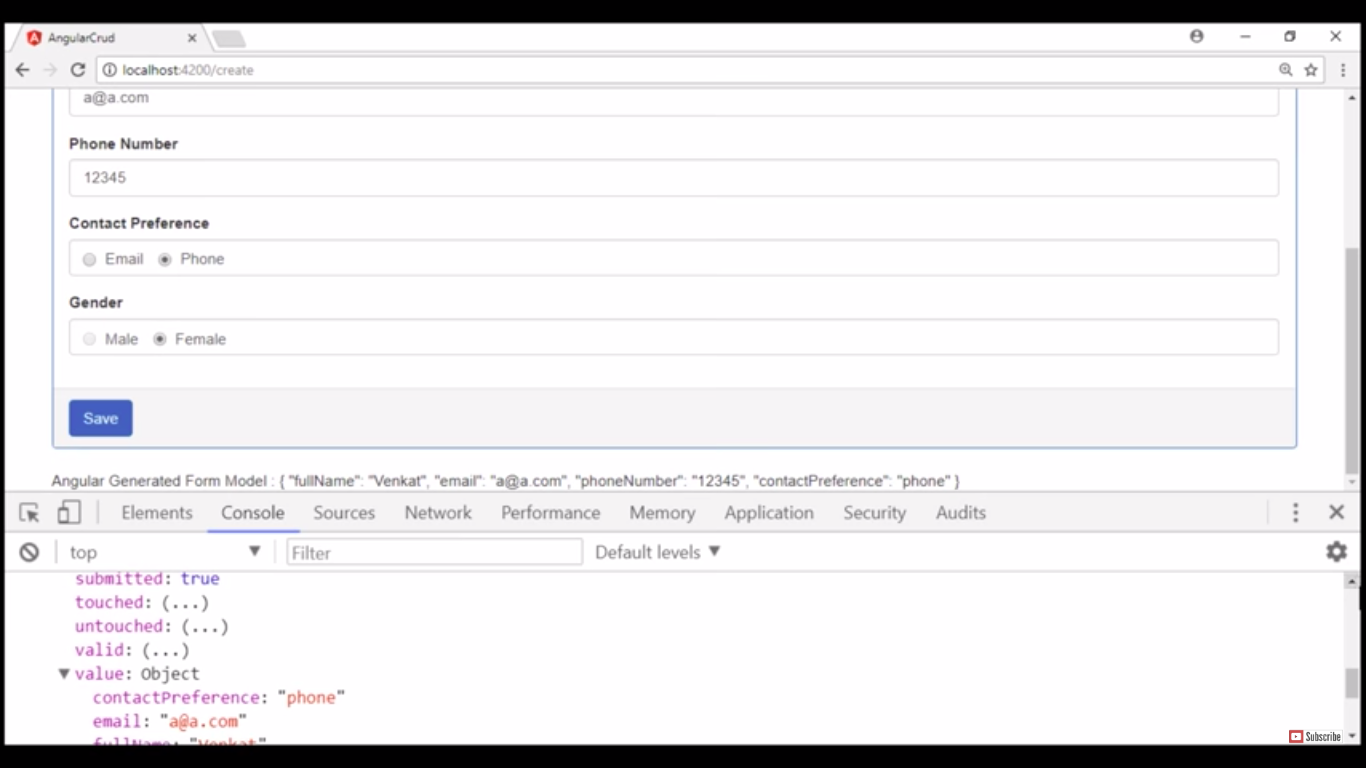 AngularCrud
localhost:4200/create
a@a.com
Phone Number
12345
Contact Preference
Email Phone
Gender
Male Female
Save
Angular Generated Form Model : { "fullName": "Venkat", "email": "a@a.com", "phoneNumber": "12345", "contactPreference": "phone" }
Elements Console Sources Network Performance Memory Application Security Audits
top Filter Default levels
submitted: true
touched: (...)
untouched: (...)
valid: (...)
value: Object
contactPreference: "phone"
email: "a@a.com"
fullName: "Venkat"
Subscribe